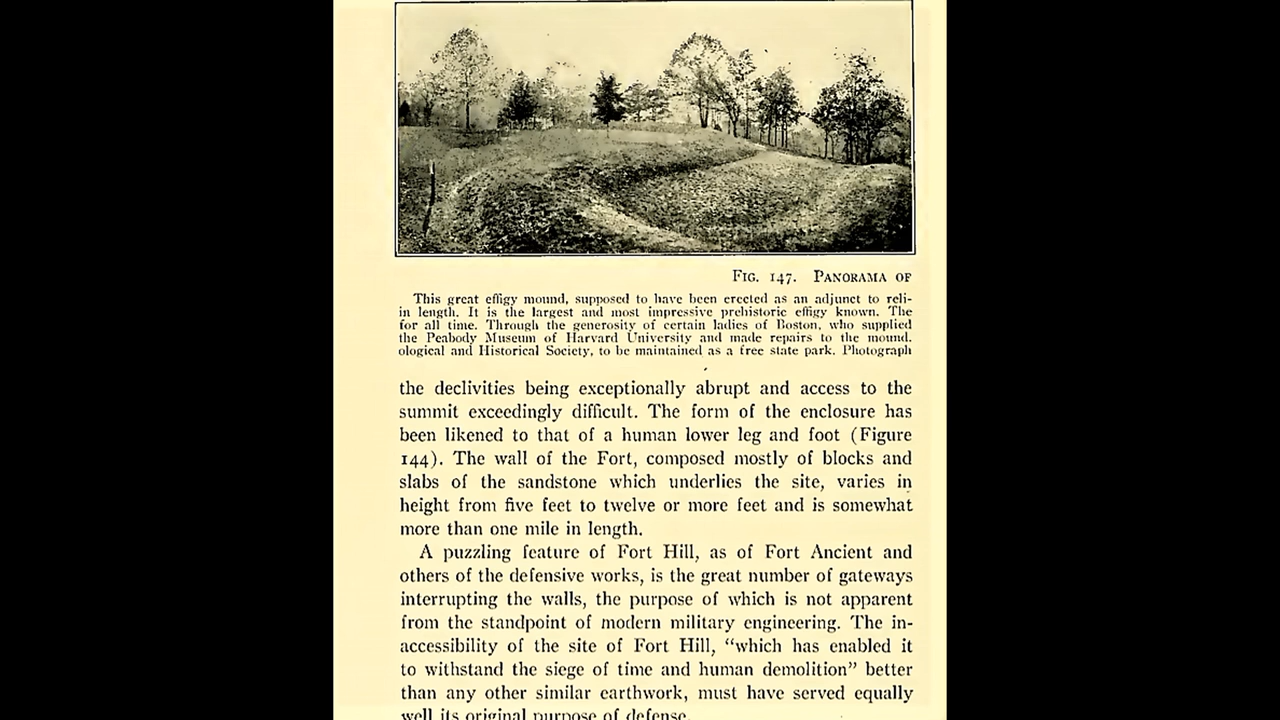 FIG. 147. PANORAMA OF
This great effigy mound, supposed to have been erected as an adjunct to reli-
in length. It is the largest and most impressive prehistoric effigy known. The
for all time. Through the generosity of certain ladies of Boston, who supplied
the Peabody Museum of Harvard University and made repairs to the mound.
ological and Historical Society, to be maintained as a free state park. Photograph
the declivities being exceptionally abrupt and access to the
summit exceedingly difficult. The form of the enclosure has
been likened to that of a human lower leg and foot (Figure
144). The wall of the Fort, composed mostly of blocks and
slabs of the sandstone which underlies the site, varies in
height from five feet to twelve or more feet and is somewhat
more than one mile in length.
A puzzling feature of Fort Hill, as of Fort Ancient and
others of the defensive works, is the great number of gateways
interrupting the walls, the purpose of which is not apparent
from the standpoint of modern military engineering. The in-
accessibility of the site of Fort Hill, “which has enabled it
to withstand the siege of time and human demolition” better
than any other similar earthwork, must have served equally
well its original purpose of defense.